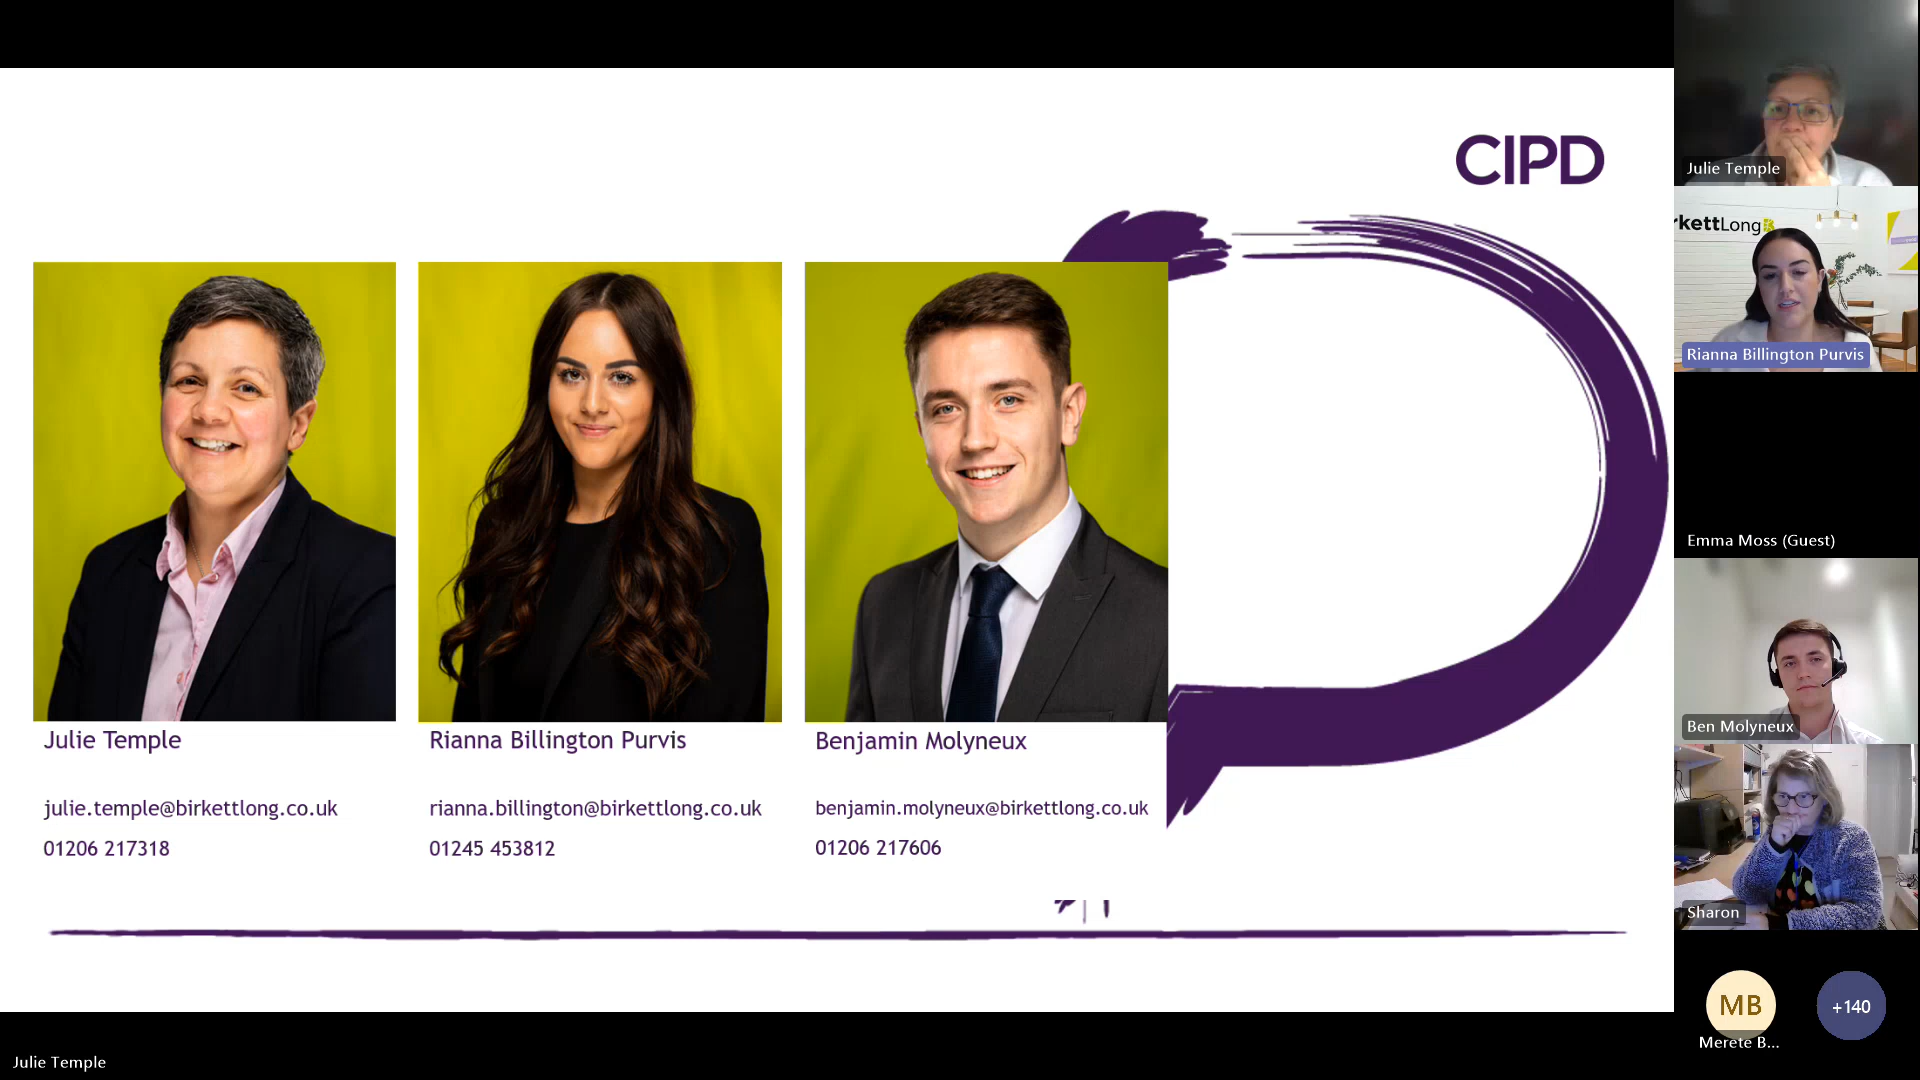 CIPD
Julie Temple
julie.temple@birkettlong.co.uk
01206 217318
Rianna Billington Purvis
rianna.billington@birkettlong.co.uk
01245 453812
Benjamin Molyneux
benjamin.molyneux@birkettlong.co.uk
01206 217606
Julie Temple
rkettLong
Rianna Billington Purvis
Emma Moss (Guest)
Ben Molyneux
Sharon
MB
Merete B...
+140
Julie Temple